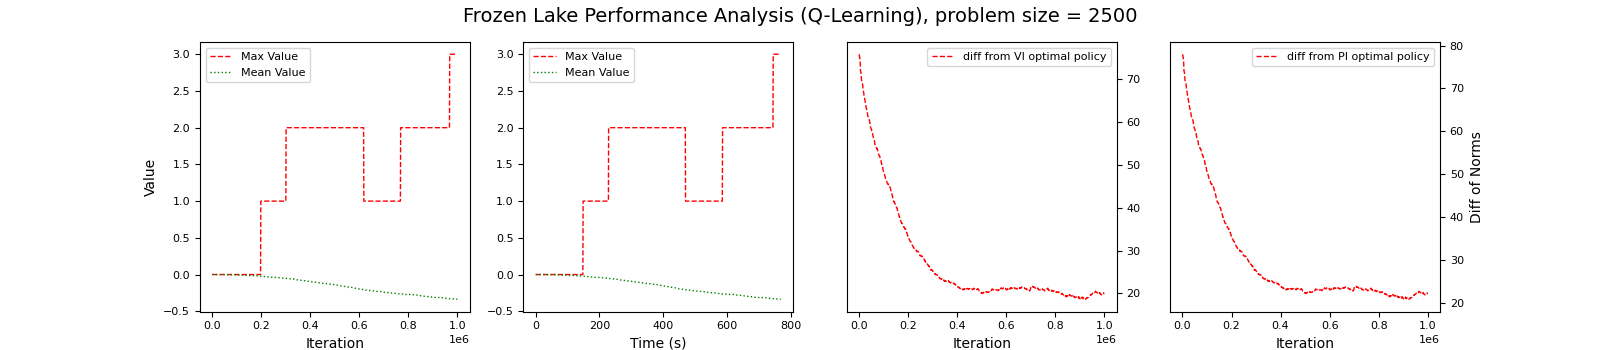 Frozen Lake Performance Analysis (Q-Learning), problem size = 2500
Value
3.0
2.5
2.0
1.5
1.0
0.5
0.0
−0.5
Max Value
Mean Value
0.0 0.2 0.4 0.6 0.8 1.0
1e6
Iteration
3.0
2.5
2.0
1.5
1.0
0.5
0.0
−0.5
Max Value
Mean Value
0 200 400 600 800
Time (s)
diff from VI optimal policy
70
60
50
40
30
20
0.0 0.2 0.4 0.6 0.8 1.0
1e6
Iteration
diff from PI optimal policy
80
70
60
50
40
30
20
Diff of Norms
0.0 0.2 0.4 0.6 0.8 1.0
1e6
Iteration